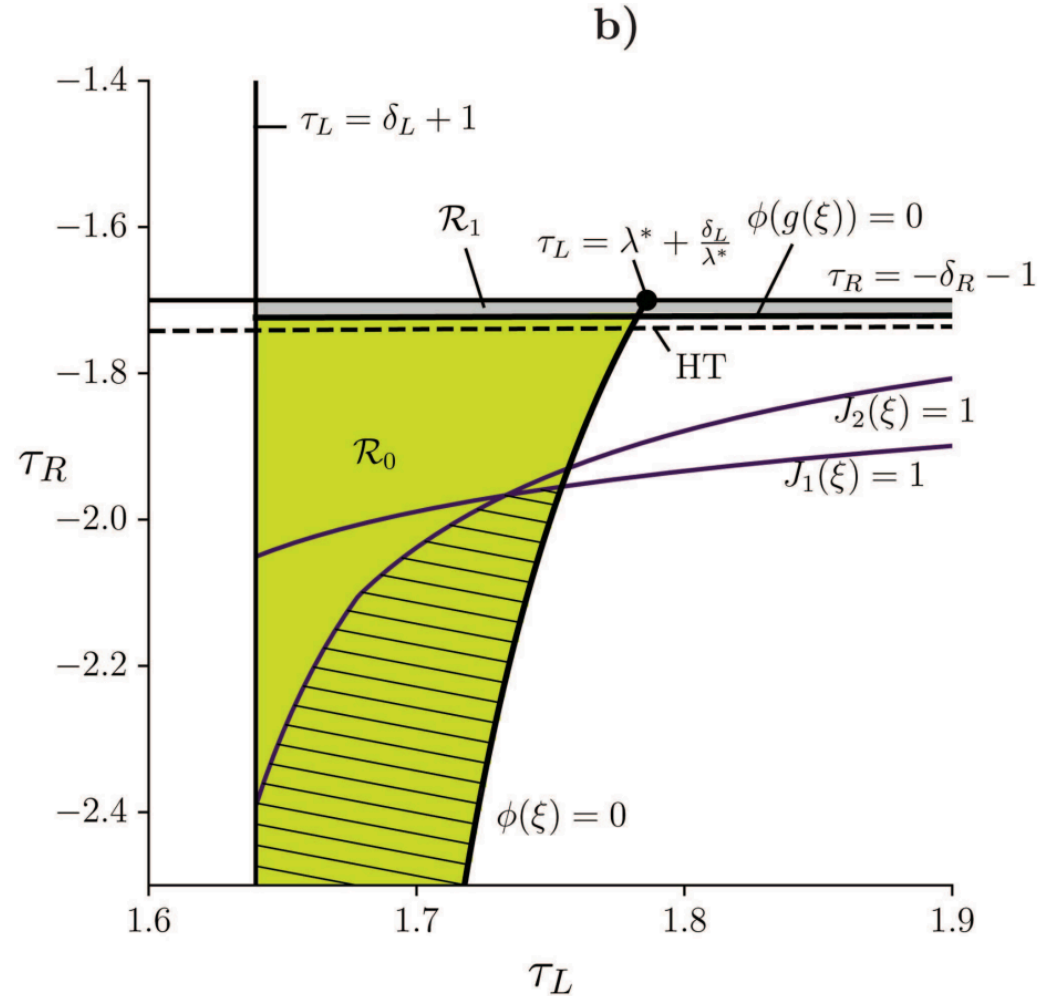 b)
−1.4
τ_L = δ_L + 1
−1.6
R_1
φ(g(ξ)) = 0
τ_L = λ* + δ_L/λ*
τ_R = −δ_R − 1
HT
−1.8
J_2(ξ) = 1
R_0
τ_R
J_1(ξ) = 1
−2.0
−2.2
−2.4
φ(ξ) = 0
1.6
1.7
1.8
1.9
τ_L